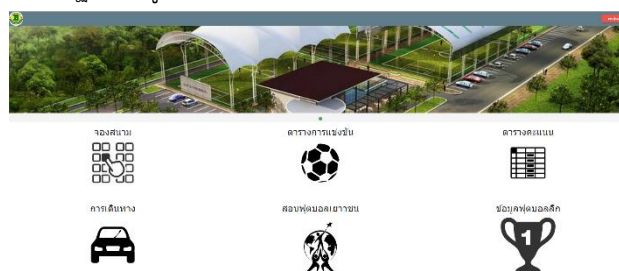 จองสนาม
ตารางการแข่งขัน
ตารางคะแนน
การเดินทาง
สอนฟุตบอลเยาวชน
ข้อมูลฟุตบอลลีก
1